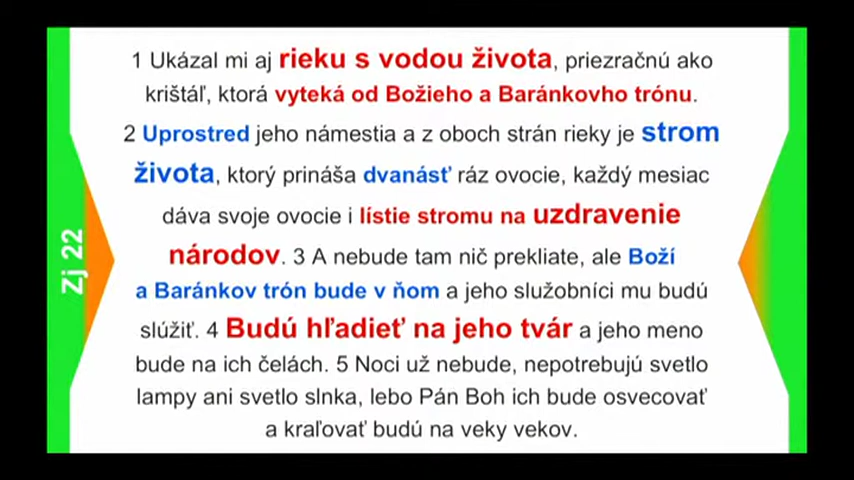 1 Ukázal mi aj rieku s vodou života, priezračnú ako
krištáľ, ktorá vyteká od Božieho a Baránkovho trónu.
2 Uprostred jeho námestia a z oboch strán rieky je strom
života, ktorý prináša dvanásť ráz ovocie, každý mesiac
dáva svoje ovocie i lístie stromu na uzdravenie
národov. 3 A nebude tam nič prekliate, ale Boží
a Baránkov trón bude v ňom a jeho služobníci mu budú
slúžiť. 4 Budú hľadieť na jeho tvár a jeho meno
bude na ich čelách. 5 Noci už nebude, nepotrebujú svetlo
lampy ani svetlo slnka, lebo Pán Boh ich bude osvecovať
a kraľovať budú na veky vekov.
Zj 22